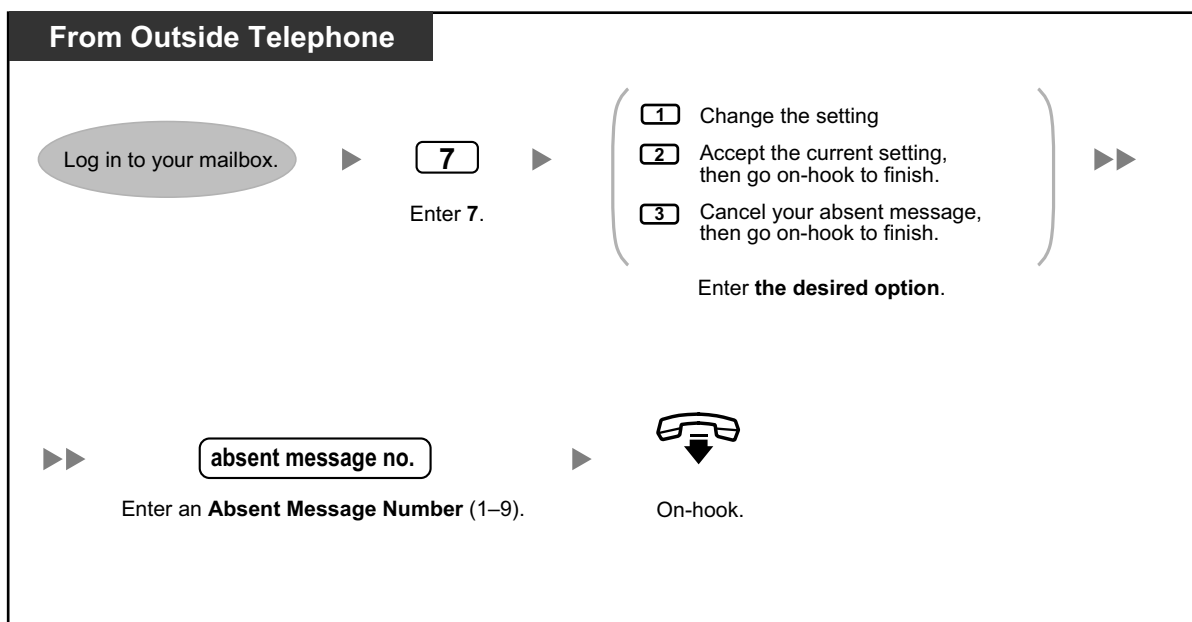 From Outside Telephone
Log in to your mailbox.
7
Enter 7.
1 Change the setting
2 Accept the current setting,
then go on-hook to finish.
3 Cancel your absent message,
then go on-hook to finish.
Enter the desired option.
absent message no.
Enter an Absent Message Number (1–9).
On-hook.